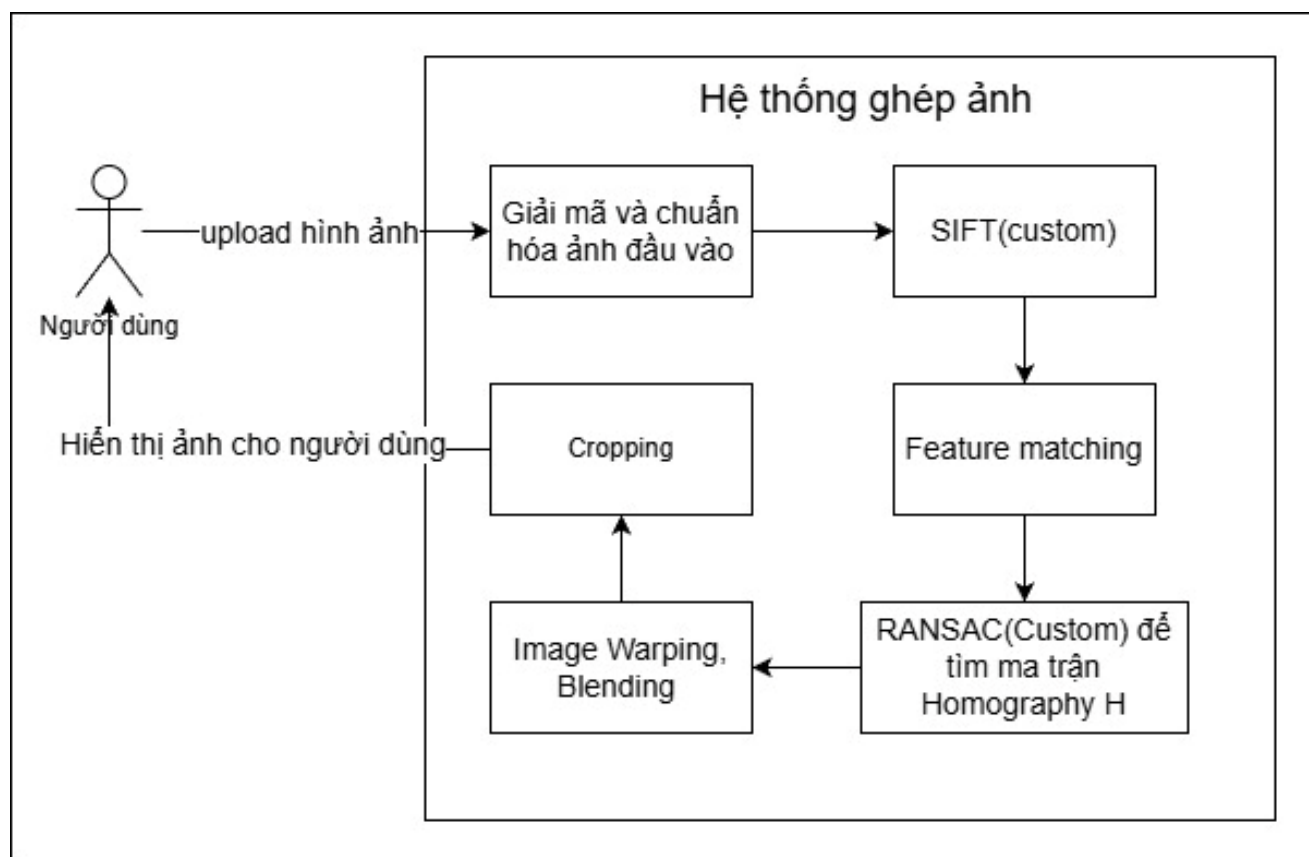 Hệ thống ghép ảnh
Người dùng
upload hình ảnh
Giải mã và chuẩn
hóa ảnh đầu vào
SIFT(custom)
Hiển thị ảnh cho người dùng
Cropping
Feature matching
Image Warping,
Blending
RANSAC(Custom) để
tìm ma trận
Homography H